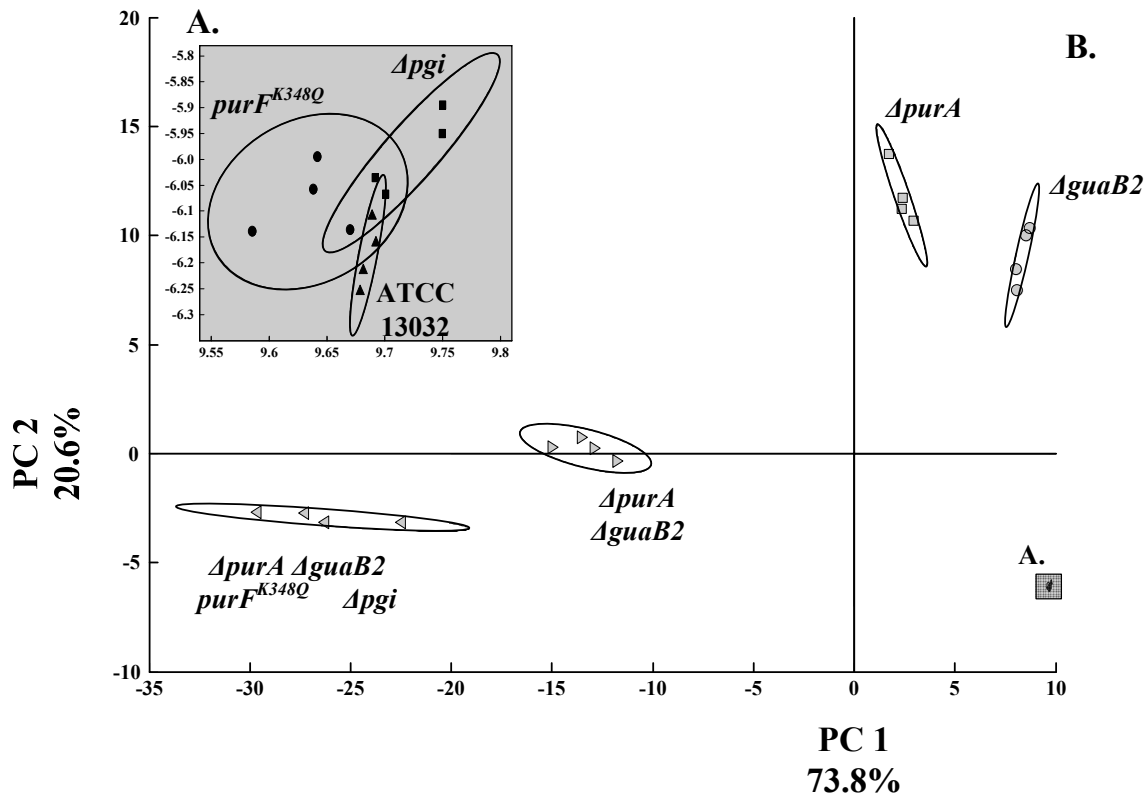 A.
B.
20
15
10
5
0
-5
-10
-5.8
-5.85
-5.9
-5.95
-6.0
-6.05
-6.1
-6.15
-6.2
-6.25
-6.3
9.55 9.6 9.65 9.7 9.75 9.8
Δpgi
purF^K348Q
ATCC
13032
ΔpurA
ΔguaB2
ΔpurA
ΔguaB2
ΔpurA ΔguaB2
purF^K348Q Δpgi
A.
-35 -30 -25 -20 -15 -10 0 5 10
PC 2
20.6%
PC 1
73.8%